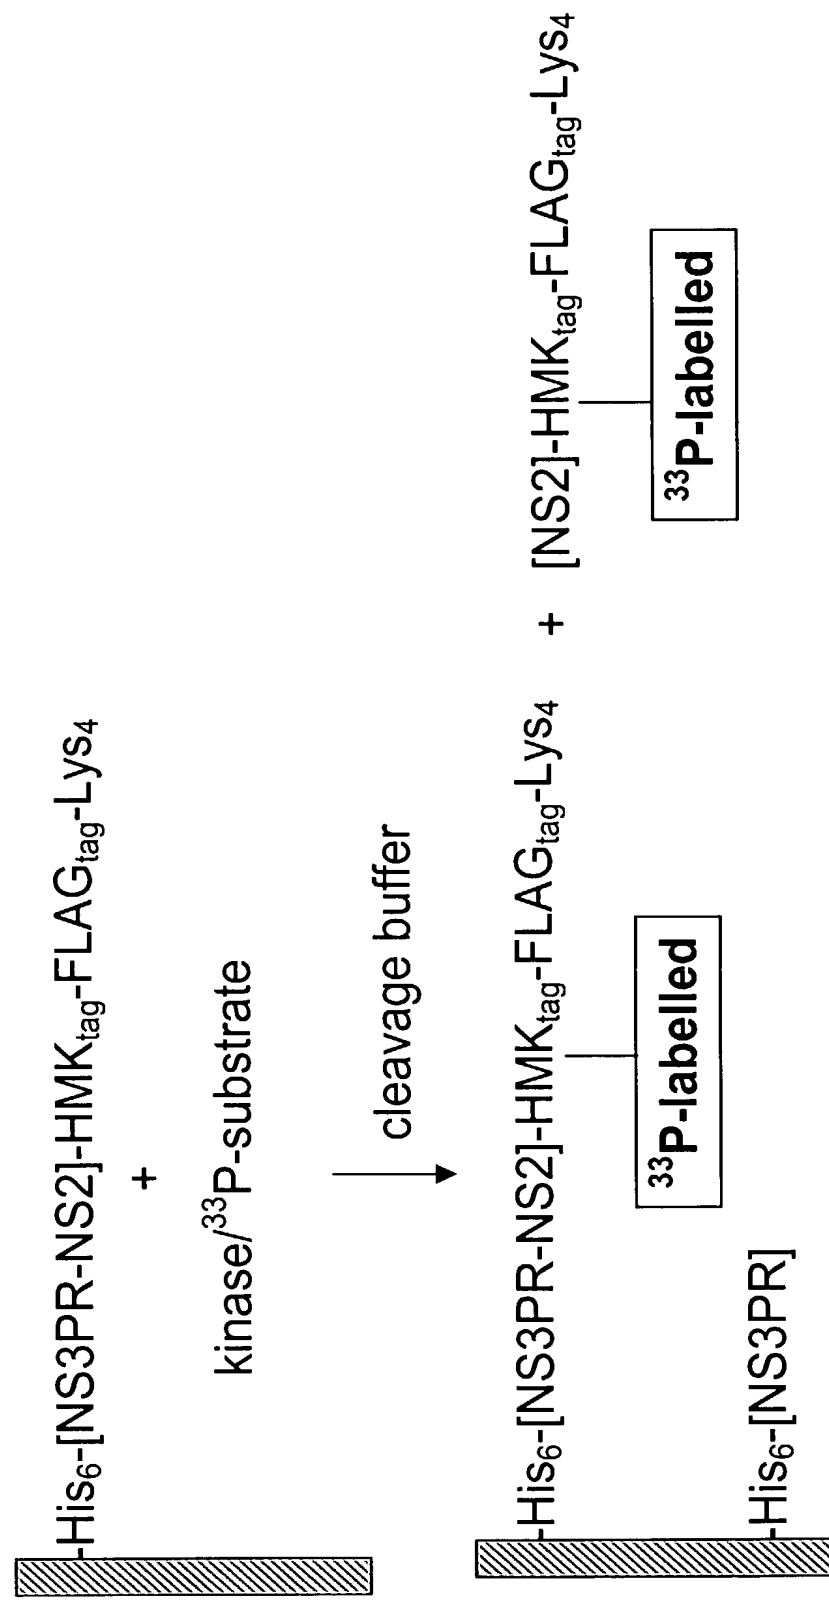 -His₆-[NS3PR-NS2]-HMKtag-FLAGtag-Lys₄
+
kinase/³³P-substrate
cleavage buffer
-His₆-[NS3PR-NS2]-HMKtag-FLAGtag-Lys₄ + [NS2]-HMKtag-FLAGtag-Lys₄
³³P-labelled
³³P-labelled
-His₆-[NS3PR]